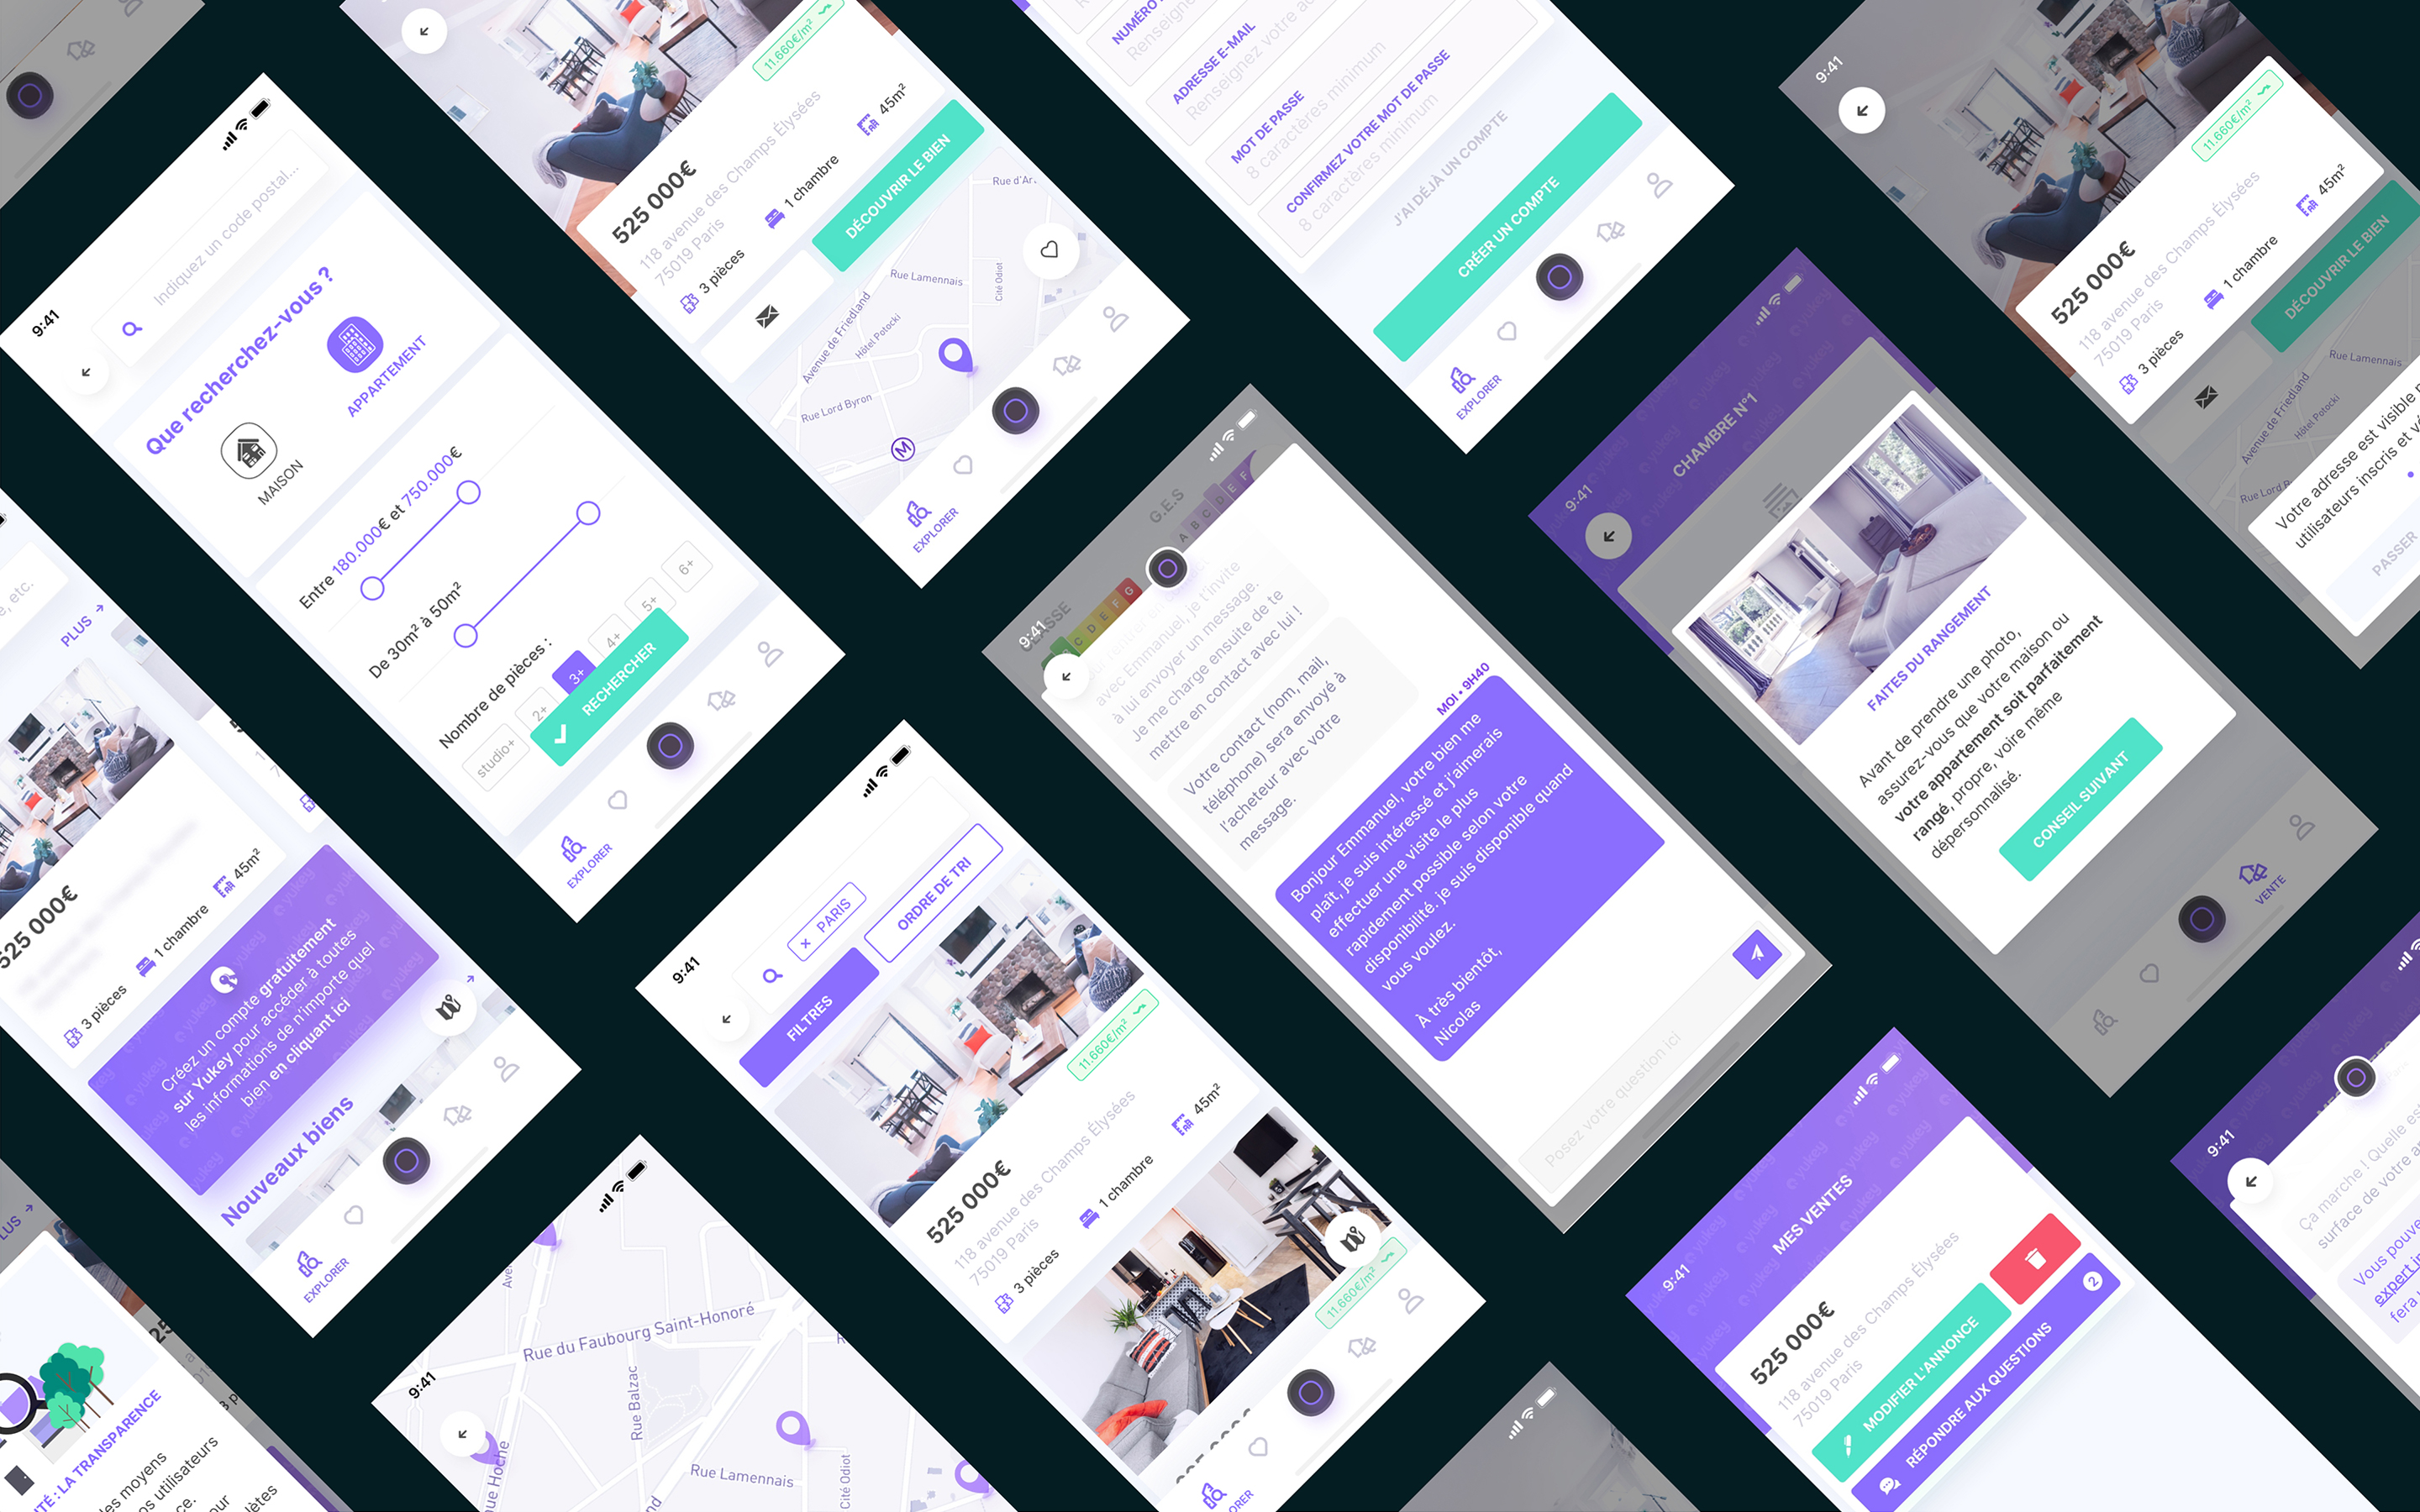 9:41
Indiquez un code postal...
Que recherchez-vous ?
MAISON
APPARTEMENT
Entre 180.000€ et 750.000€
De 30m² à 50m²
Nombre de pièces :
studio+
2+
3+
4+
5+
6+
RECHERCHER
EXPLORER
11.660€/m²
525 000€
118 avenue des Champs Élysées
75019 Paris
3 pièces
1 chambre
45m²
DÉCOUVRIR LE BIEN
Rue d'Ar
Rue Lamennais
Cité Odiot
Avenue de Friedland
Hôtel Potocki
Rue Lord Byron
M
EXPLORER
NUMÉRO
Renseigne
ADRESSE E-MAIL
Renseignez votre
MOT DE PASSE
8 caractères minimum
CONFIRMEZ VOTRE MOT DE PASSE
8 caractères minimum
J'AI DÉJÀ UN COMPTE
CRÉER UN COMPTE
EXPLORER
9:41
11.660€/m²
525 000€
118 avenue des Champs Élysées
75019 Paris
3 pièces
1 chambre
45m²
DÉCOUVRIR LE BIEN
Rue Lamennais
Avenue de Friedland
Hôtel Potocki
Rue Lord
Votre adresse est visible
utilisateurs inscrits et
PASSER
, etc.
PLUS
525 000€
3 pièces
1 chambre
45m²
Créez un compte gratuitement
sur Yukey pour accéder à toutes
les informations de n'importe quel
bien en cliquant ici
Nouveaux biens
EXPLORER
9:41
PARIS
FILTRES
ORDRE DE TRI
11.660€/m²
525 000€
118 avenue des Champs Élysées
75019 Paris
3 pièces
1 chambre
45m²
11.660€/m²
9:41
G.E.S
A B C D E F
C D E F G
avec Emmanuel, je t'invite
à lui envoyer un message.
Je me charge ensuite de te
mettre en contact avec lui !
Votre contact (nom, mail,
téléphone) sera envoyé à
l'acheteur avec votre
message.
MOI • 9H40
Bonjour Emmanuel, votre bien me
plaît, je suis intéressé et j'aimerais
effectuer une visite le plus
rapidement possible selon votre
disponibilité. je suis disponible quand
vous voulez.
À très bientôt,
Nicolas
Posez votre question ici
9:41
CHAMBRE N°1
FAITES DU RANGEMENT
Avant de prendre une photo,
assurez-vous que votre maison ou
votre appartement soit parfaitement
rangé, propre, voire même
dépersonnalisé.
CONSEIL SUIVANT
VENTE
9:41
Rue du Faubourg Saint-Honoré
Rue Balzac
Rue Lamennais
Cité Odiot
nue Hoche
9:41
MES VENTES
yukey
525 000€
118 avenue des Champs Élysées
75019 Paris
MODIFIER L'ANNONCE
RÉPONDRE AUX QUESTIONS
2
9:41
Ça marche ! Quelle est
surface de votre
Vous pouve
expert
fera
LUS
TÉ : LA TRANSPARENCE
es moyens
os utilisateurs